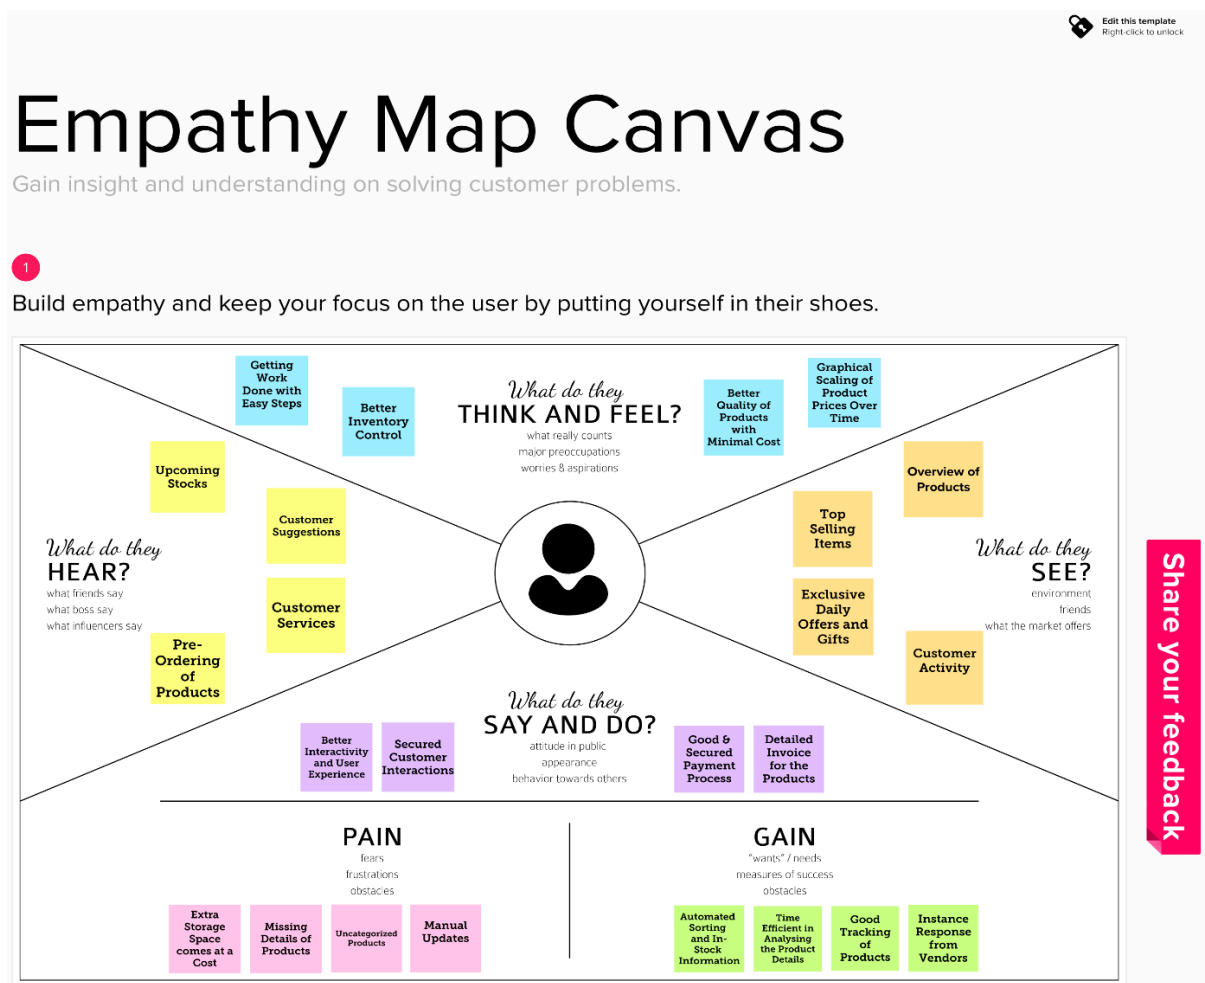 Edit this template
Right-click to unlock
Empathy Map Canvas
Gain insight and understanding on solving customer problems.
1
Build empathy and keep your focus on the user by putting yourself in their shoes.
Getting
Work
Done with
Easy Steps
Better
Inventory
Control
What do they
THINK AND FEEL?
what really counts
major preoccupations
worries & aspirations
Better
Quality of
Products
with
Minimal Cost
Graphical
Scaling of
Product
Prices Over
Time
Upcoming
Stocks
Customer
Suggestions
What do they
HEAR?
what friends say
what boss say
what influencers say
Customer
Services
Pre-
Ordering
of
Products
Overview of
Products
Top
Selling
Items
What do they
SEE?
environment
friends
what the market offers
Exclusive
Daily
Offers and
Gifts
Customer
Activity
Better
Interactivity
and User
Experience
Secured
Customer
Interactions
What do they
SAY AND DO?
attitude in public
appearance
behavior towards others
Good &
Secured
Payment
Process
Detailed
Invoice
for the
Products
PAIN
fears
frustrations
obstacles
Extra
Storage
Space
comes at a
Cost
Missing
Details of
Products
Uncategorized
Products
Manual
Updates
GAIN
"wants" / needs
measures of success
obstacles
Automated
Sorting
and In-
Stock
Information
Time
Efficient in
Analysing
the Product
Details
Good
Tracking
of
Products
Instance
Response
from
Vendors
Share your feedback